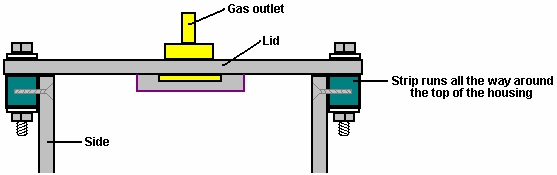 Gas outlet
Lid
Strip runs all the way around
the top of the housing
Side